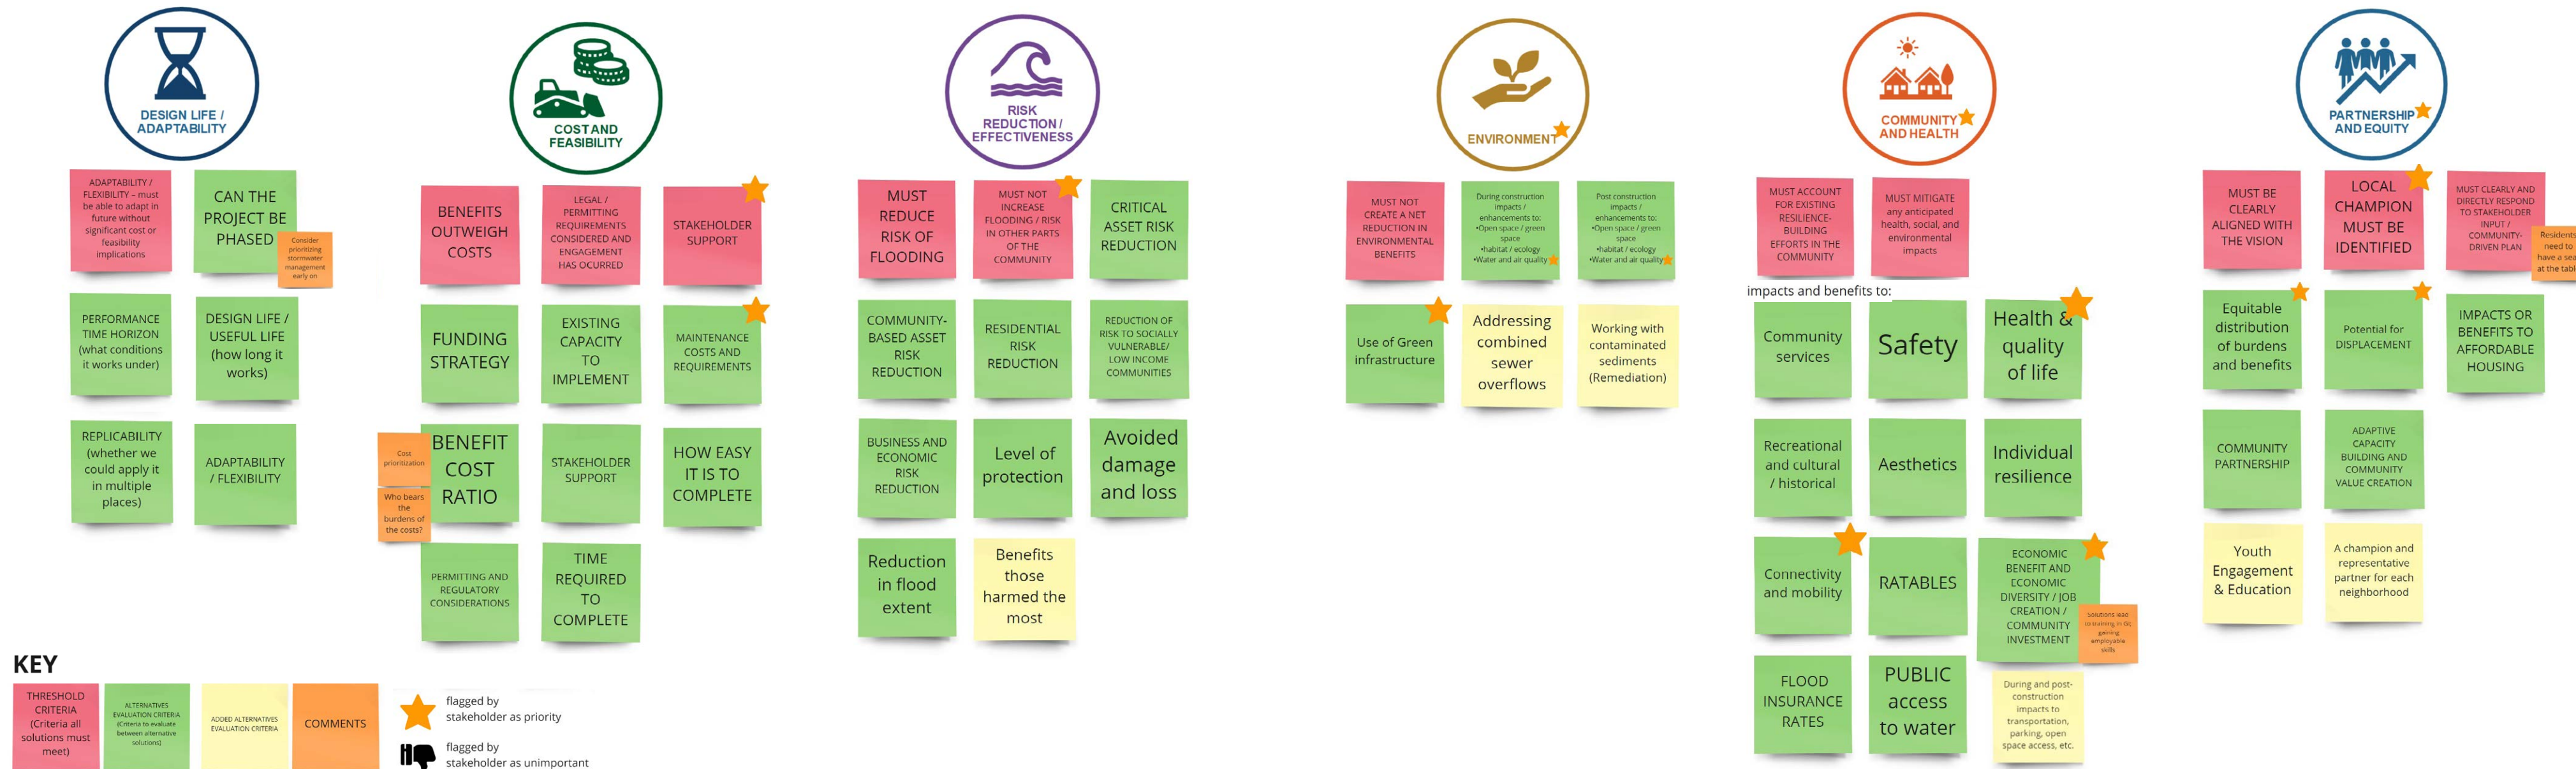 DESIGN LIFE /
ADAPTABILITY
ADAPTABILITY /
FLEXIBILITY – must
be able to adapt in
future without
significant cost or
feasibility
implications
CAN THE
PROJECT BE
PHASED
Consider
prioritizing
stormwater
management
early on
PERFORMANCE
TIME HORIZON
(what conditions
it works under)
DESIGN LIFE /
USEFUL LIFE
(how long it
works)
REPLICABILITY
(whether we
could apply it
in multiple
places)
ADAPTABILITY
/ FLEXIBILITY
COST AND
FEASIBILITY
BENEFITS
OUTWEIGH
COSTS
LEGAL /
PERMITTING
REQUIREMENTS
CONSIDERED AND
ENGAGEMENT
HAS OCURRED
STAKEHOLDER
SUPPORT
FUNDING
STRATEGY
EXISTING
CAPACITY
TO
IMPLEMENT
MAINTENANCE
COSTS AND
REQUIREMENTS
Cost
prioritization
Who bears
the
burdens of
the costs?
BENEFIT
COST
RATIO
STAKEHOLDER
SUPPORT
HOW EASY
IT IS TO
COMPLETE
PERMITTING AND
REGULATORY
CONSIDERATIONS
TIME
REQUIRED
TO
COMPLETE
RISK
REDUCTION /
EFFECTIVENESS
MUST
REDUCE
RISK OF
FLOODING
MUST NOT
INCREASE
FLOODING / RISK
IN OTHER PARTS
OF THE
COMMUNITY
CRITICAL
ASSET RISK
REDUCTION
COMMUNITY-
BASED ASSET
RISK
REDUCTION
RESIDENTIAL
RISK
REDUCTION
REDUCTION OF
RISK TO SOCIALLY
VULNERABLE/
LOW INCOME
COMMUNITIES
BUSINESS AND
ECONOMIC
RISK
REDUCTION
Level of
protection
Avoided
damage
and loss
Reduction
in flood
extent
Benefits
those
harmed the
most
ENVIRONMENT
MUST NOT
CREATE A NET
REDUCTION IN
ENVIRONMENTAL
BENEFITS
During construction
impacts /
enhancements to:
•Open space / green
space
•habitat / ecology
•Water and air quality
Post construction
impacts /
enhancements to:
•Open space / green
space
•habitat / ecology
•Water and air quality
Use of Green
infrastructure
Addressing
combined
sewer
overflows
Working with
contaminated
sediments
(Remediation)
COMMUNITY
AND HEALTH
MUST ACCOUNT
FOR EXISTING
RESILIENCE-
BUILDING
EFFORTS IN THE
COMMUNITY
MUST MITIGATE
any anticipated
health, social, and
environmental
impacts
impacts and benefits to:
Community
services
Safety
Health &
quality
of life
Recreational
and cultural
/ historical
Aesthetics
Individual
resilience
Connectivity
and mobility
RATABLES
ECONOMIC
BENEFIT AND
ECONOMIC
DIVERSITY / JOB
CREATION /
COMMUNITY
INVESTMENT
Solutions lead
to training in GI,
gaining
employable
skills
FLOOD
INSURANCE
RATES
PUBLIC
access
to water
During and post-
construction
impacts to
transportation,
parking, open
space access, etc.
PARTNERSHIP
AND EQUITY
MUST BE
CLEARLY
ALIGNED WITH
THE VISION
LOCAL
CHAMPION
MUST BE
IDENTIFIED
MUST CLEARLY AND
DIRECTLY RESPOND
TO STAKEHOLDER
INPUT /
COMMUNITY-
DRIVEN PLAN
Residents
need to
have a sea
at the tabl
Equitable
distribution
of burdens
and benefits
Potential for
DISPLACEMENT
IMPACTS OR
BENEFITS TO
AFFORDABLE
HOUSING
COMMUNITY
PARTNERSHIP
ADAPTIVE
CAPACITY
BUILDING AND
COMMUNITY
VALUE CREATION
Youth
Engagement
& Education
A champion and
representative
partner for each
neighborhood
KEY
THRESHOLD
CRITERIA
(Criteria all
solutions must
meet)
ALTERNATIVES
EVALUATION CRITERIA
(Criteria to evaluate
between alternative
solutions)
ADDED ALTERNATIVES
EVALUATION CRITERIA
COMMENTS
flagged by
stakeholder as priority
flagged by
stakeholder as unimportant